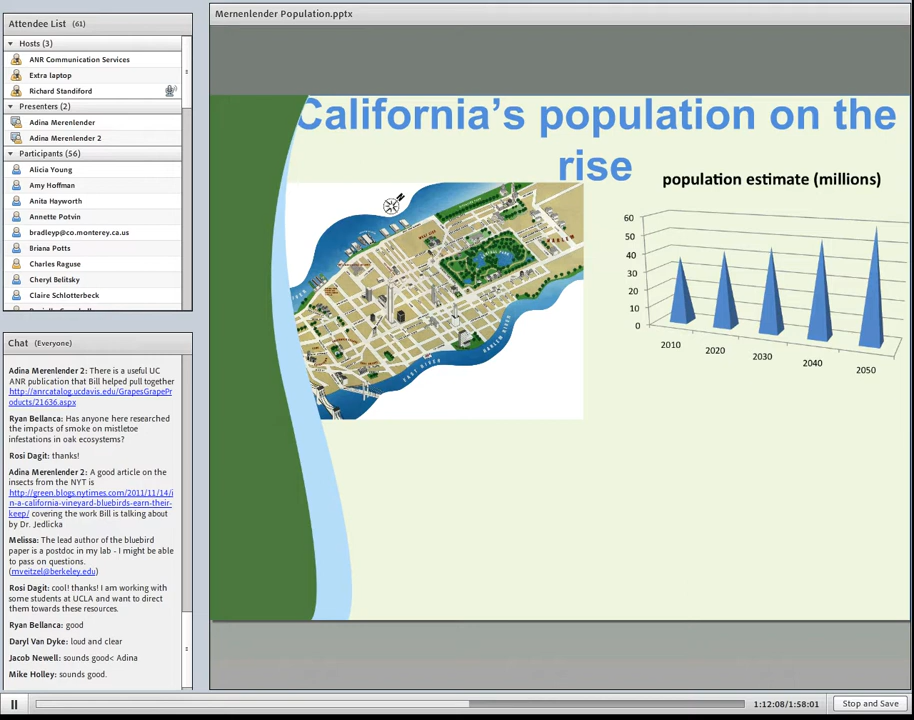 Attendee List (61)
Hosts (3)
ANR Communication Services
Extra laptop
Richard Standiford
Presenters (2)
Adina Merenlender
Adina Merenlender 2
Participants (56)
Alicia Young
Amy Hoffman
Anita Hayworth
Annette Potvin
bradleyp@co.monterey.ca.us
Briana Potts
Charles Raguse
Cheryl Belitsky
Claire Schlotterbeck
Chat (Everyone)
Adina Merenlender 2: There is a useful UC
ANR publication that Bill helped pull together
http://anrcatalog.ucdavis.edu/GrapesGrapePr
oducts/21636.aspx
Ryan Bellanca: Has anyone here researched
the impacts of smoke on mistletoe
infestations in oak ecosystems?
Rosi Dagit: thanks!
Adina Merenlender 2: A good article on the
insects from the NYT is
http://green.blogs.nytimes.com/2011/11/14/i
n-a-california-vineyard-bluebirds-earn-their-
keep/ covering the work Bill is talking about
by Dr. Jedlicka
Melissa: The lead author of the bluebird
paper is a postdoc in my lab - I might be able
to pass on questions.
(mveitzel@berkeley.edu)
Rosi Dagit: cool! thanks! I am working with
some students at UCLA and want to direct
them towards these resources.
Ryan Bellanca: good
Daryl Van Dyke: loud and clear
Jacob Newell: sounds good< Adina
Mike Holley: sounds good.
Mernenlender Population.pptx
California's population on the
rise
population estimate (millions)
60
50
40
30
20
10
0
2010
2020
2030
2040
2050
N
HARLEM
EAST RIVER
HARLEM RIVER
1:12:08/1:58:01
Stop and Save